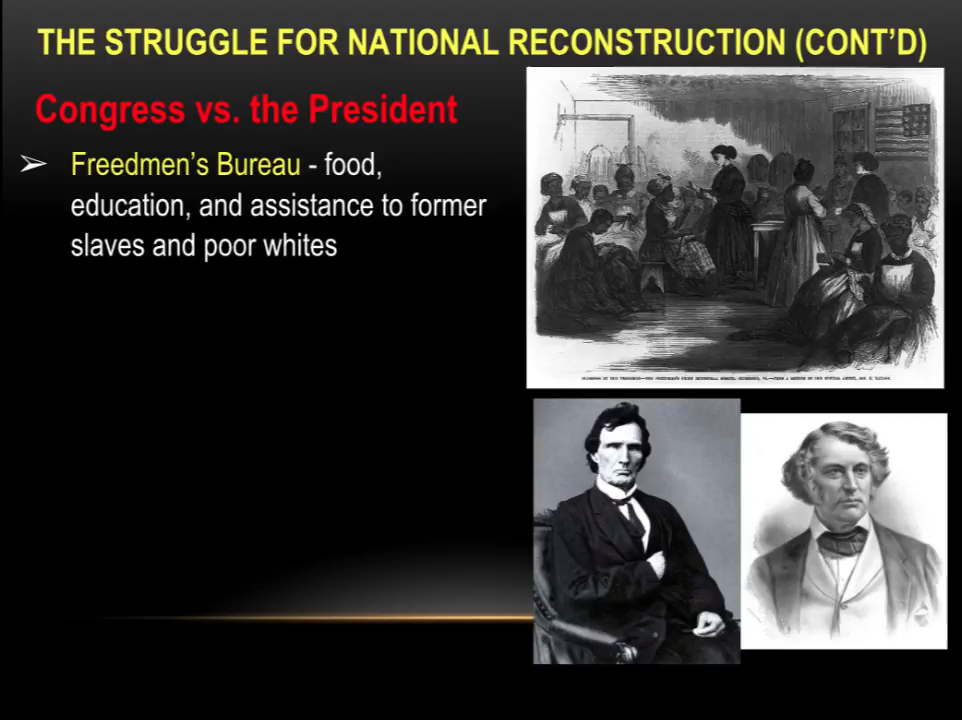 THE STRUGGLE FOR NATIONAL RECONSTRUCTION (CONT'D)
Congress vs. the President
➢ Freedmen's Bureau - food,
education, and assistance to former
slaves and poor whites